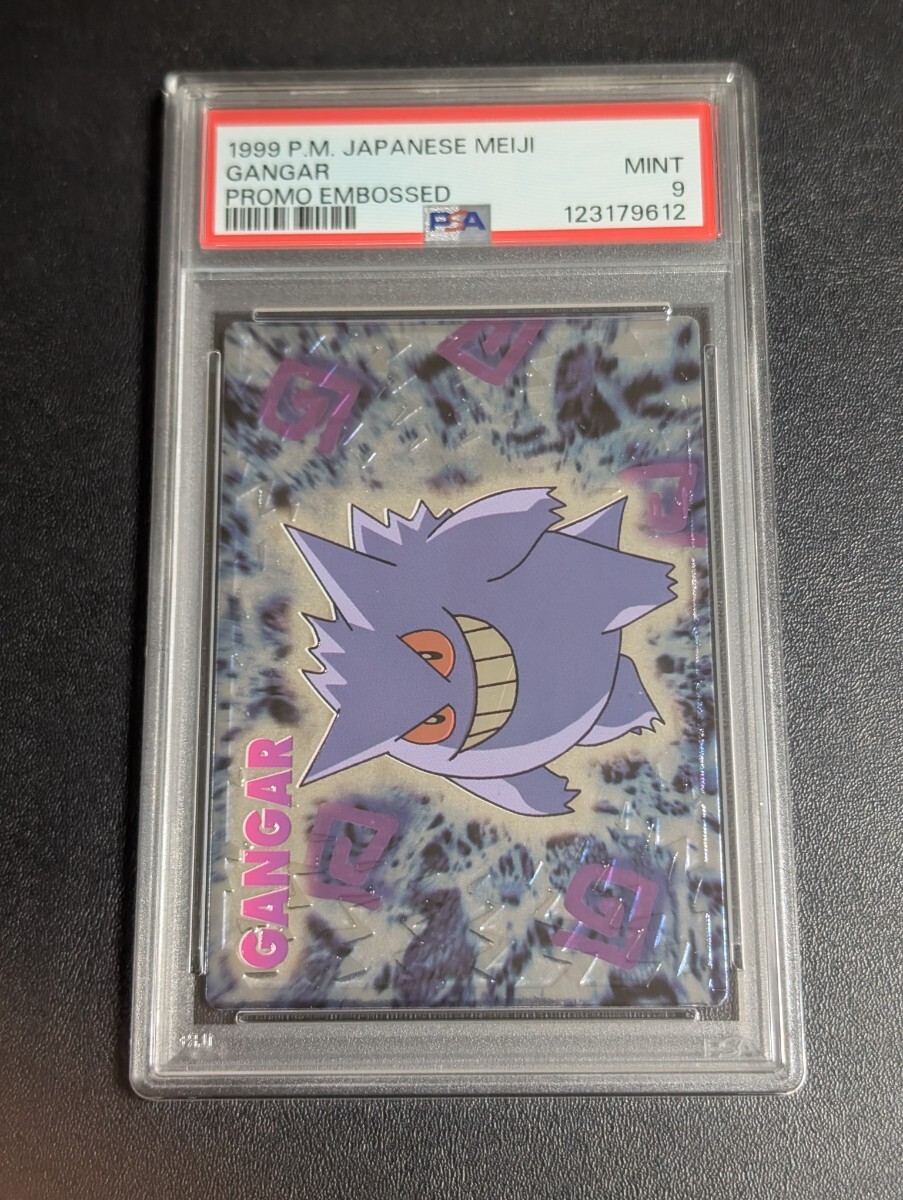 1999 P.M. JAPANESE MEIJI
GANGAR
MINT
PROMO EMBOSSED
9
PSA
123179612
GANGAR